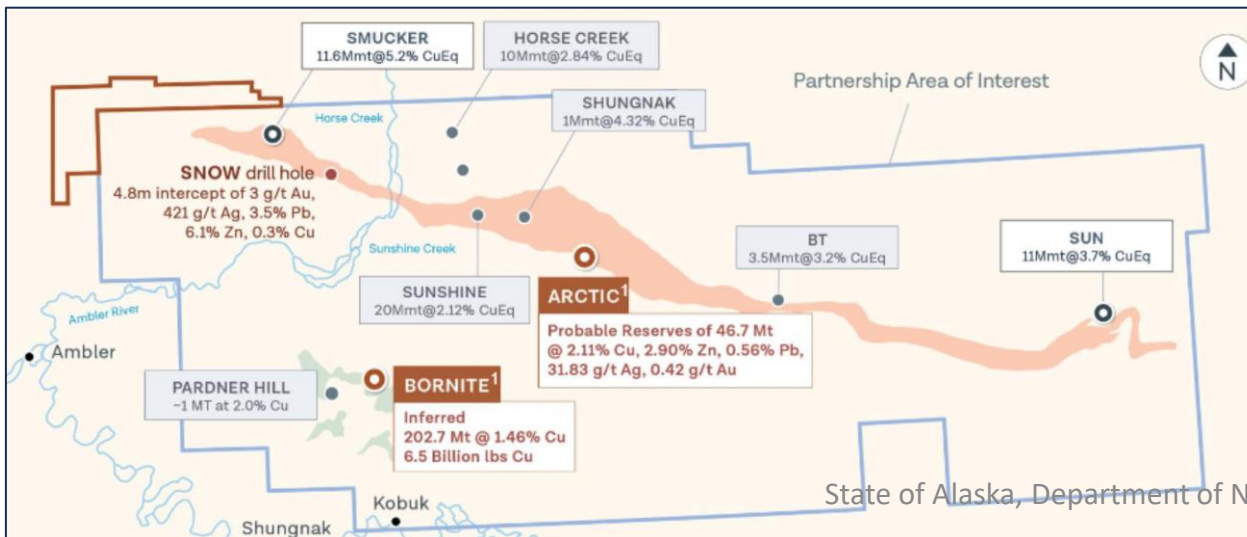 SMUCKER
11.6Mmt@5.2% CuEq
HORSE CREEK
10Mmt@2.84% CuEq
N
Partnership Area of Interest
SHUNGNAK
1Mmt@4.32% CuEq
Horse Creek
SNOW drill hole
4.8m intercept of 3 g/t Au,
421 g/t Ag, 3.5% Pb,
6.1% Zn, 0.3% Cu
Sunshine Creek
SUNSHINE
20Mmt@2.12% CuEq
BT
3.5Mmt@3.2% CuEq
SUN
11Mmt@3.7% CuEq
ARCTIC¹
Probable Reserves of 46.7 Mt
@ 2.11% Cu, 2.90% Zn, 0.56% Pb,
31.83 g/t Ag, 0.42 g/t Au
Ambler River
Ambler
PARDNER HILL
~1 MT at 2.0% Cu
BORNITE¹
Inferred
202.7 Mt @ 1.46% Cu
6.5 Billion lbs Cu
State of Alaska, Department of N
Kobuk
Shungnak